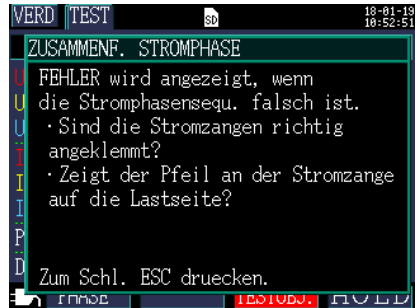 VERD TEST SD 18-01-19
10:52:51
ZUSAMMENF. STROMPHASE
U FEHLER wird angezeigt, wenn
U die Stromphasensequ. falsch ist.
U ・Sind die Stromzangen richtig
I angeklemmt?
I ・Zeigt der Pfeil an der Stromzange
I auf die Lastseite?
P
D Zum Schl. ESC druecken.
PHASE TESTOBJ. HOLD